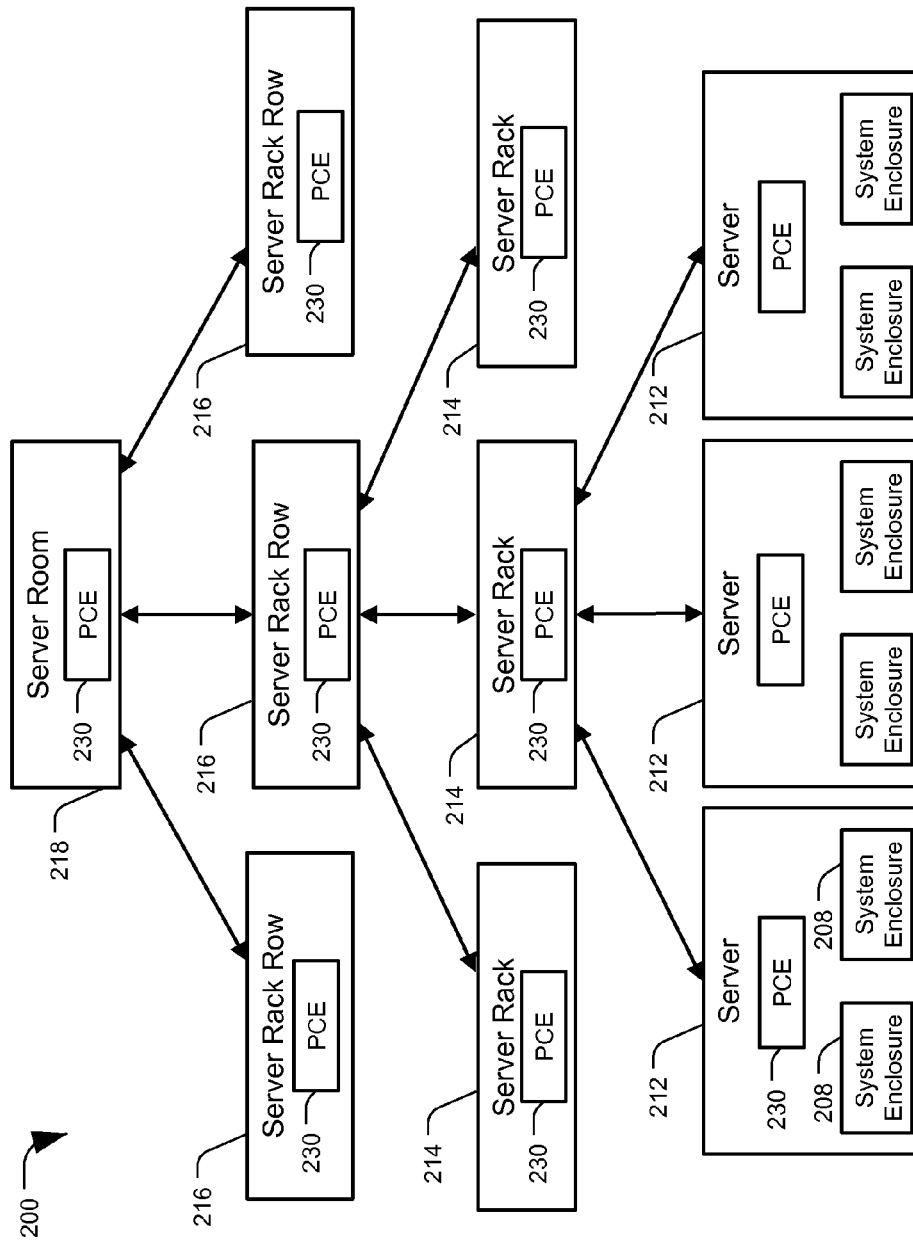 200
Server Room
PCE
230
218
Server Rack Row
PCE
230
216
Server Rack Row
PCE
230
216
Server Rack Row
PCE
230
216
Server Rack
PCE
230
214
Server Rack
PCE
230
214
Server Rack
PCE
230
214
Server
PCE
230
212
System
Enclosure
208
System
Enclosure
208
Server
PCE
212
System
Enclosure
System
Enclosure
Server
PCE
212
System
Enclosure
System
Enclosure